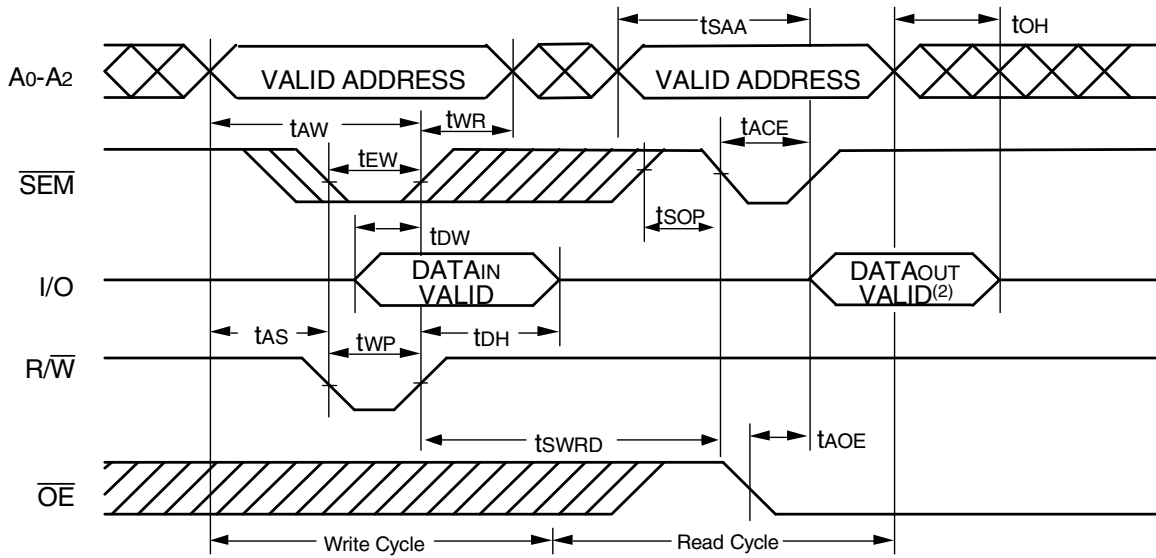 tSAA tOH
A0-A2 VALID ADDRESS VALID ADDRESS
tAW tWR tACE
tEW
SEM
tSOP
tDW
I/O DATAIN VALID DATAOUT VALID(2)
tAS tWP tDH
R/W
tSWRD tAOE
OE
Write Cycle Read Cycle